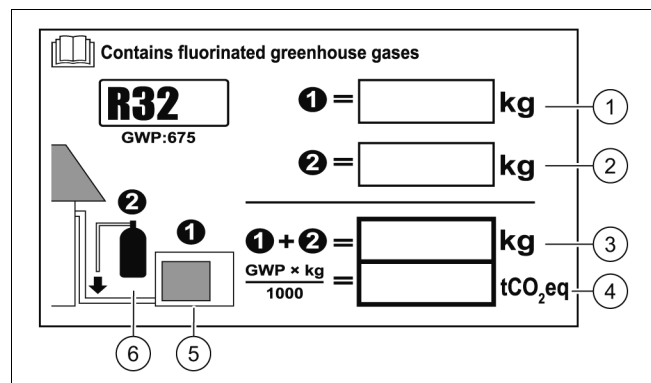 Contains fluorinated greenhouse gases
R32
GWP:675
❶ = kg
1
❷ = kg
2
❷
❶
❶ + ❷ = kg
3
GWP × kg
1000
= tCO₂eq
4
6
5